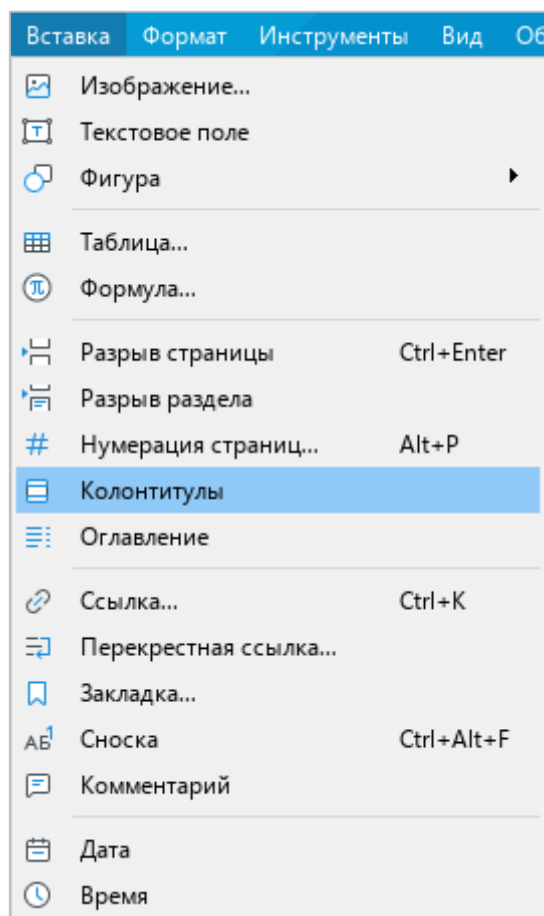 Вставка Формат Инструменты Вид Об
Изображение...
Текстовое поле
Фигура
Таблица...
Формула...
Разрыв страницы Ctrl+Enter
Разрыв раздела
Нумерация страниц... Alt+P
Колонтитулы
Оглавление
Ссылка... Ctrl+K
Перекрестная ссылка...
Закладка...
Сноска Ctrl+Alt+F
Комментарий
Дата
Время